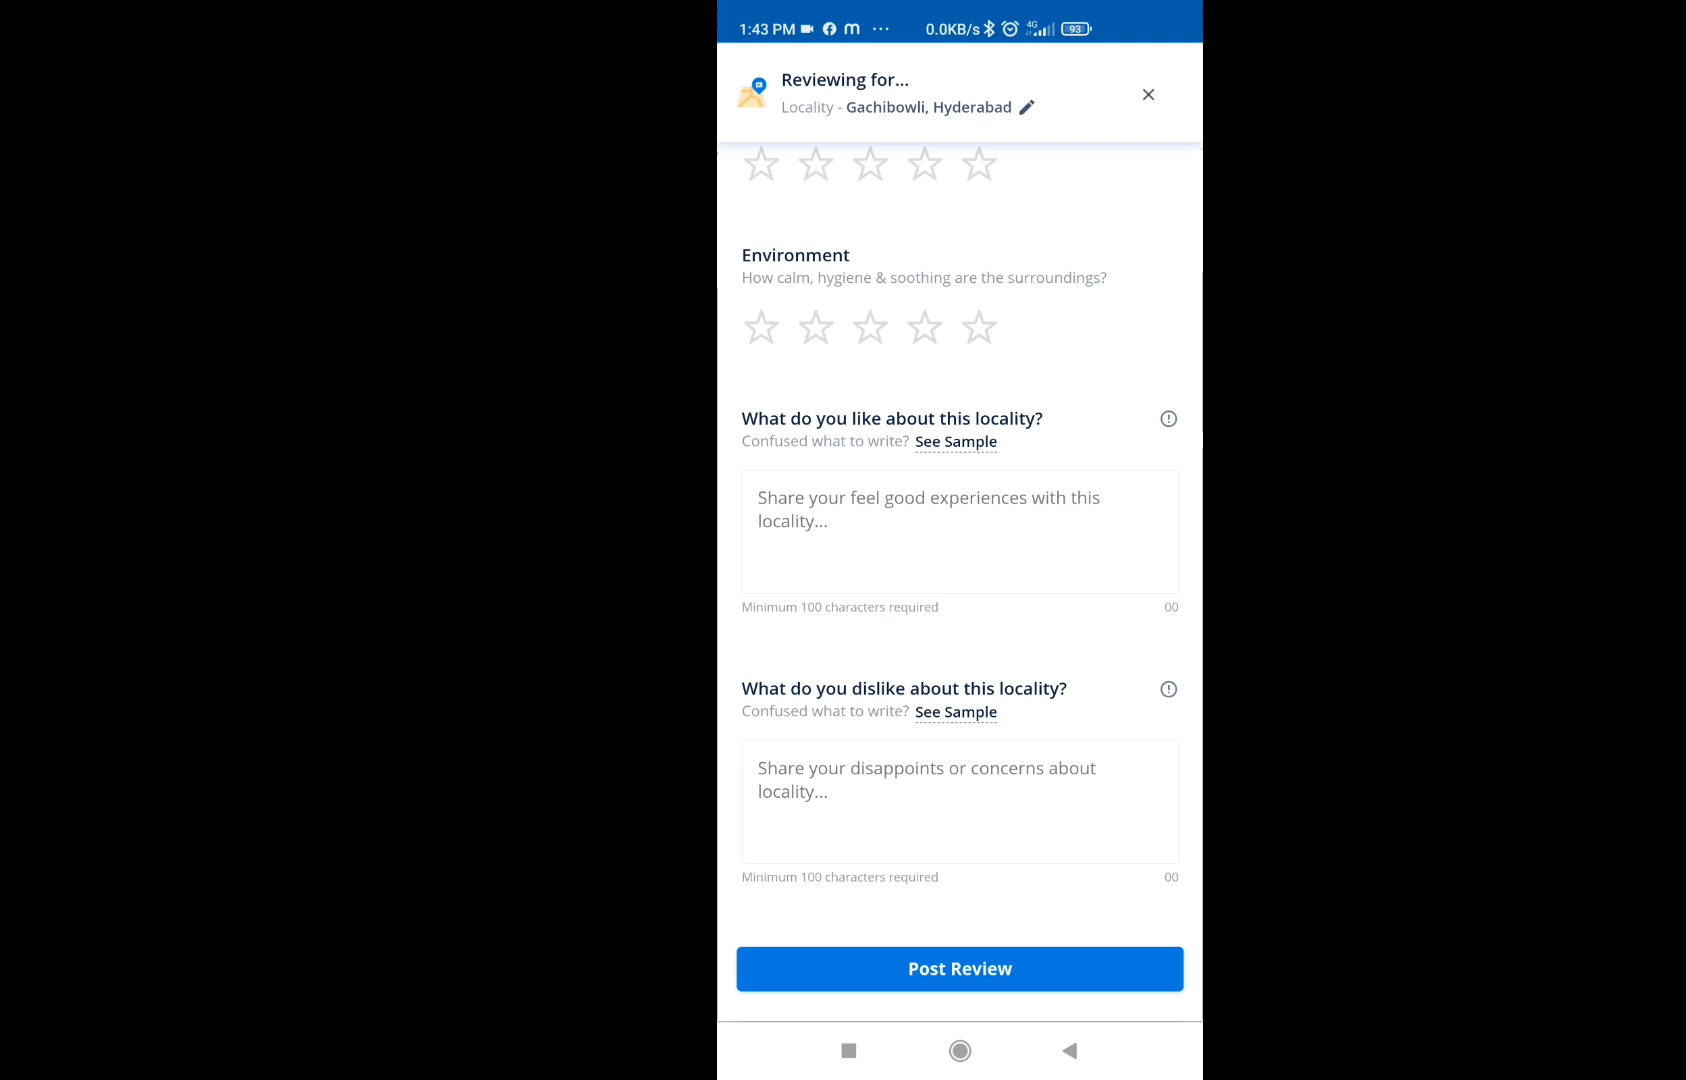 1:43 PM m ... 0.0KB/s 4G 93
Reviewing for...
Locality - Gachibowli, Hyderabad
Environment
How calm, hygiene & soothing are the surroundings?
What do you like about this locality?
Confused what to write? See Sample
Share your feel good experiences with this
locality...
Minimum 100 characters required 00
What do you dislike about this locality?
Confused what to write? See Sample
Share your disappoints or concerns about
locality...
Minimum 100 characters required 00
Post Review